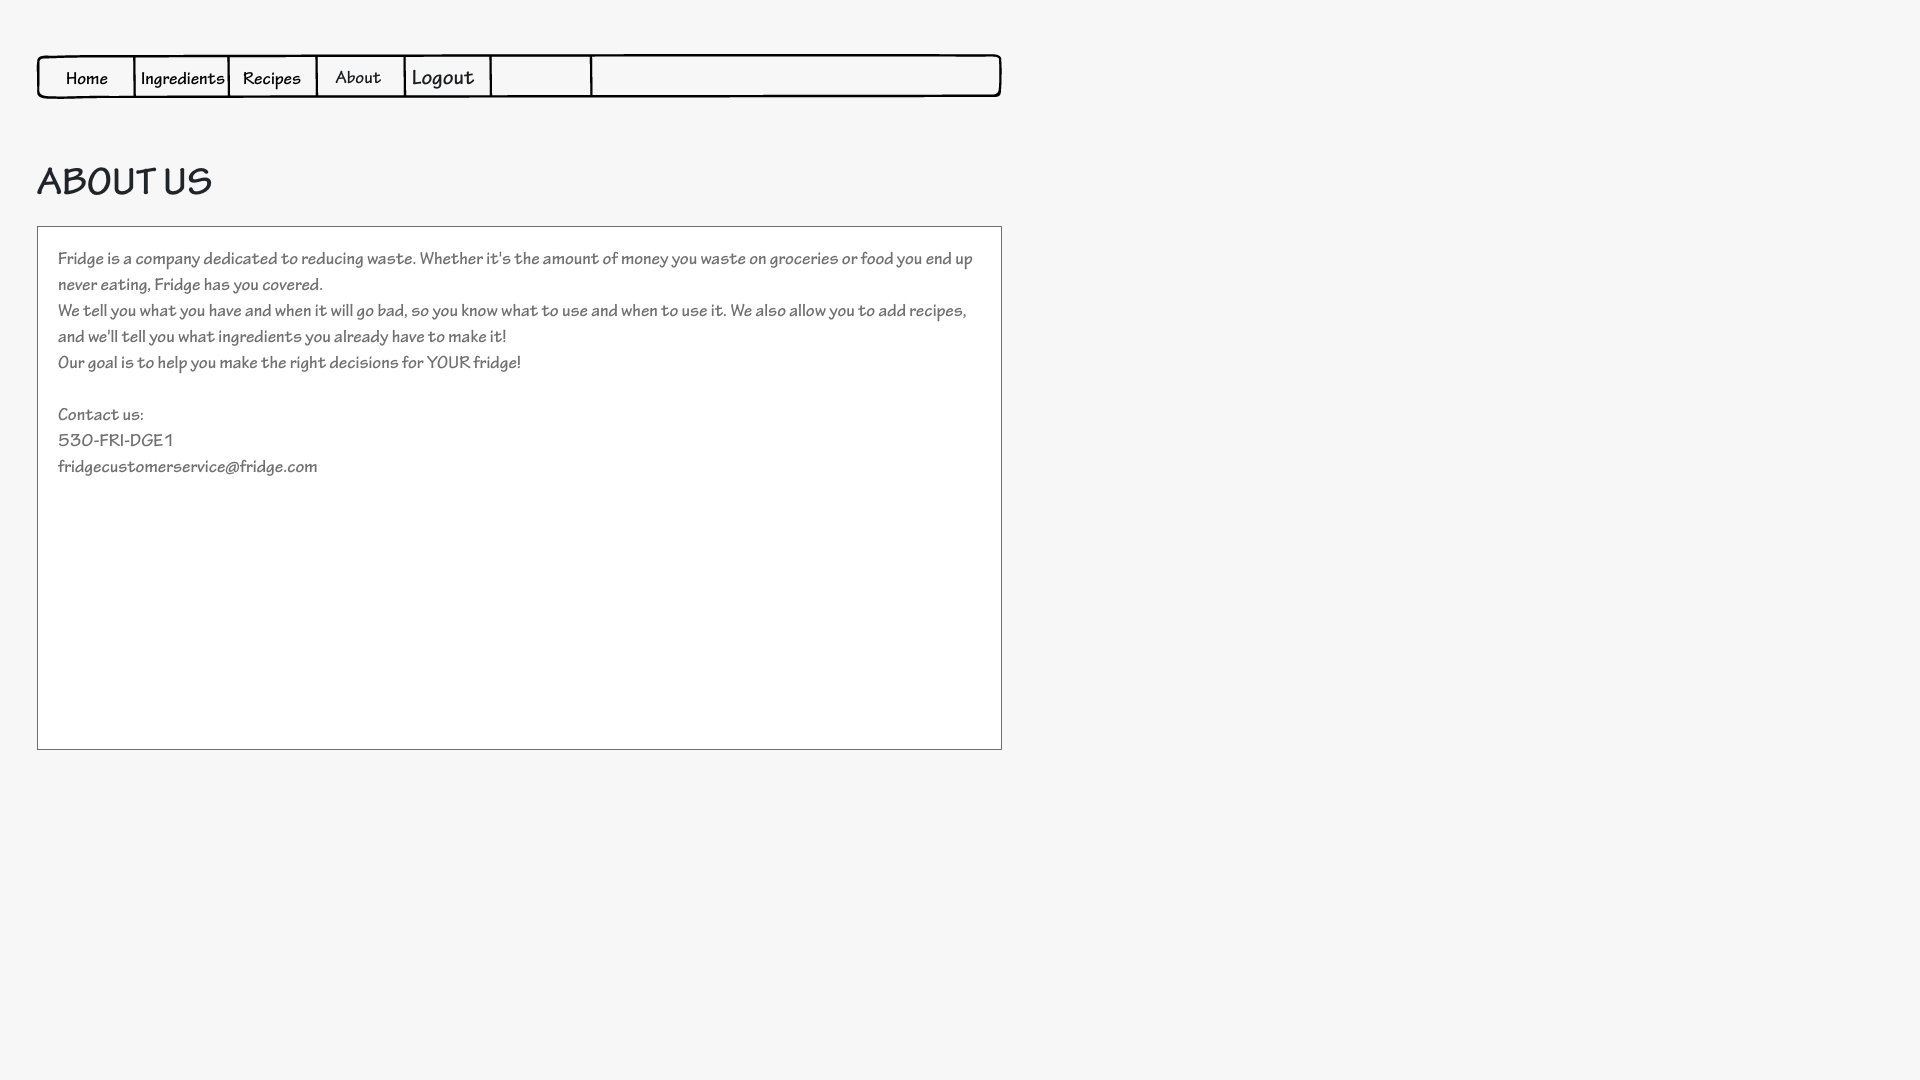 Home Ingredients Recipes About Logout
ABOUT US
Fridge is a company dedicated to reducing waste. Whether it's the amount of money you waste on groceries or food you end up
never eating, Fridge has you covered.
We tell you what you have and when it will go bad, so you know what to use and when to use it. We also allow you to add recipes,
and we'll tell you what ingredients you already have to make it!
Our goal is to help you make the right decisions for YOUR fridge!
Contact us:
530-FRI-DGE1
fridgecustomerservice@fridge.com